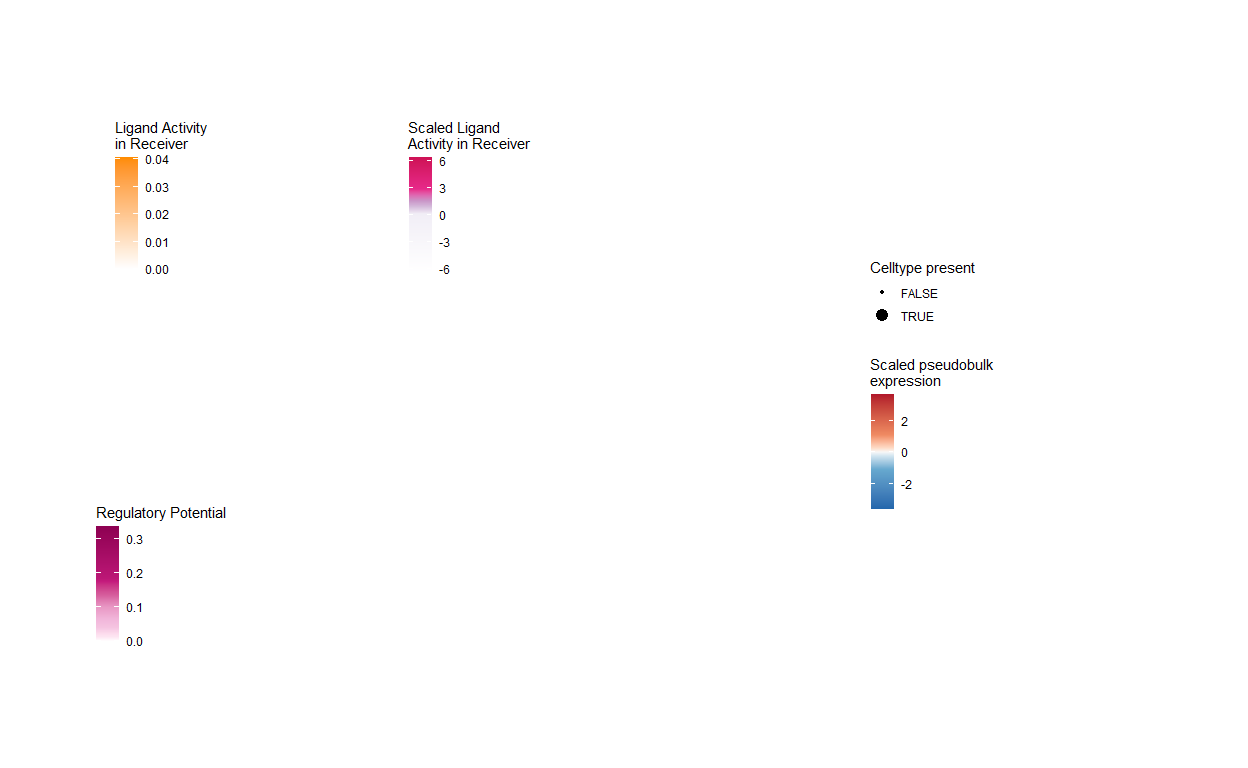 Ligand Activity
in Receiver
0.04
0.03
0.02
0.01
0.00
Scaled Ligand
Activity in Receiver
6
3
0
-3
-6
Celltype present
FALSE
TRUE
Scaled pseudobulk
expression
2
0
-2
Regulatory Potential
0.3
0.2
0.1
0.0